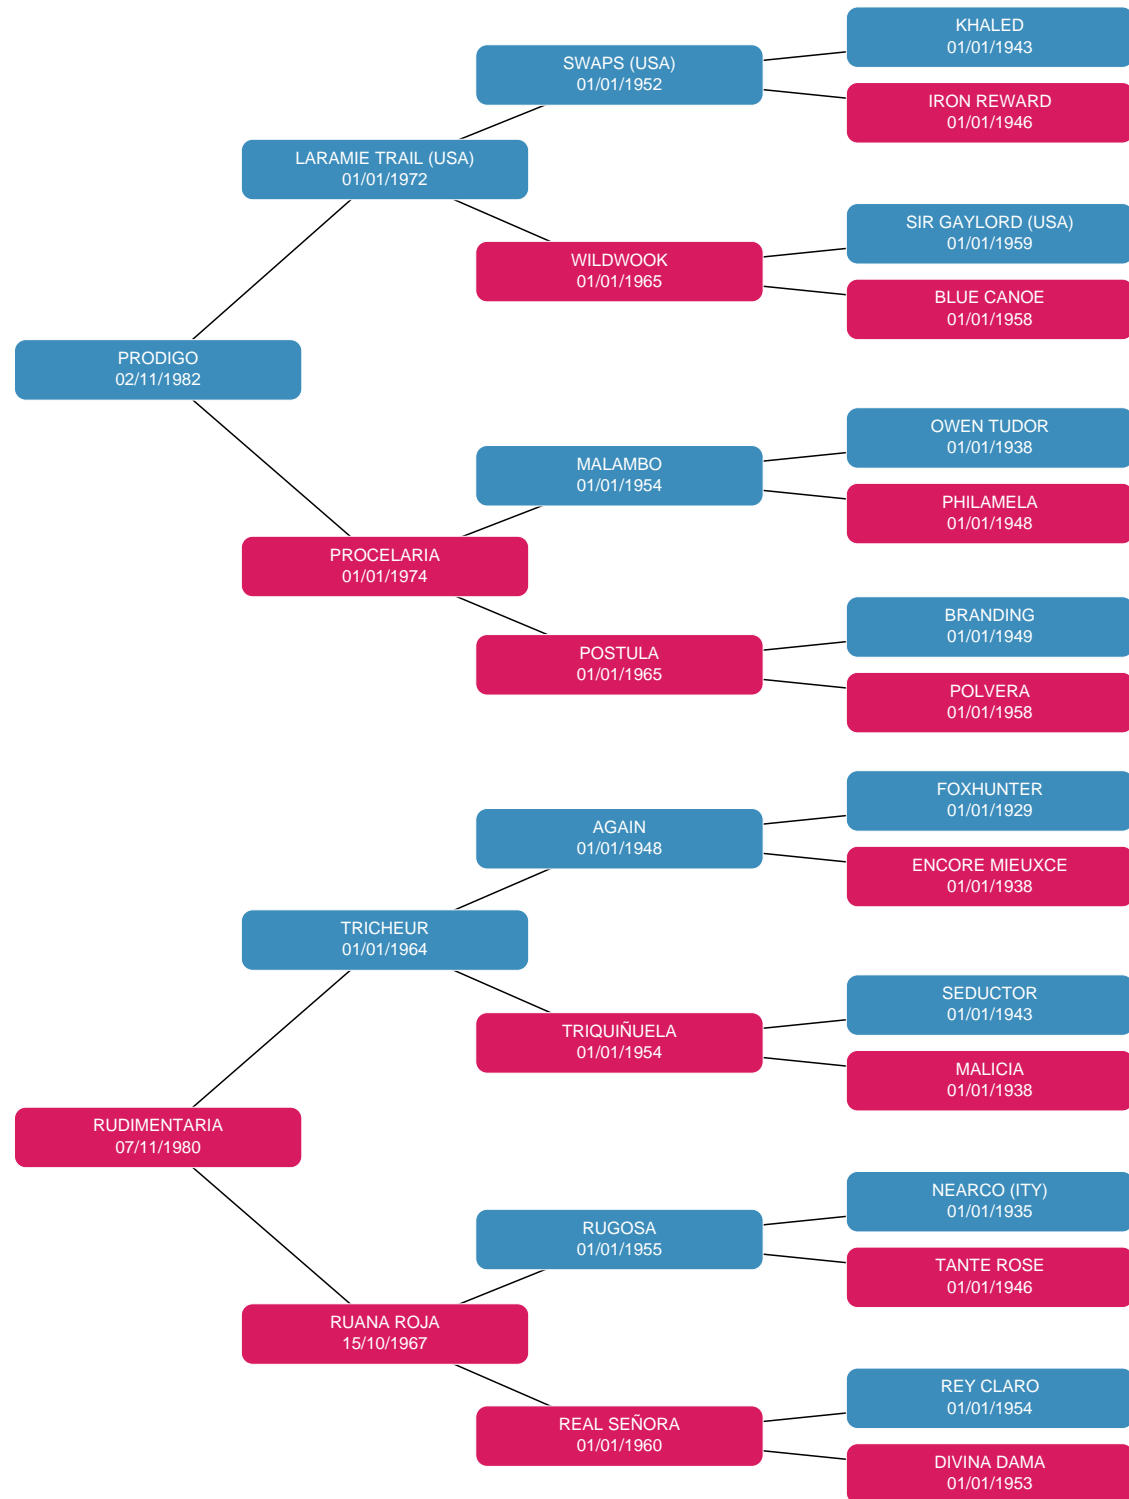 KHALED
01/01/1943
SWAPS (USA)
01/01/1952
IRON REWARD
01/01/1946
LARAMIE TRAIL (USA)
01/01/1972
SIR GAYLORD (USA)
01/01/1959
WILDWOOK
01/01/1965
BLUE CANOE
01/01/1958
PRODIGO
02/11/1982
OWEN TUDOR
01/01/1938
MALAMBO
01/01/1954
PHILAMELA
01/01/1948
PROCELARIA
01/01/1974
BRANDING
01/01/1949
POSTULA
01/01/1965
POLVERA
01/01/1958
FOXHUNTER
01/01/1929
AGAIN
01/01/1948
ENCORE MIEUXCE
01/01/1938
TRICHEUR
01/01/1964
SEDUCTOR
01/01/1943
TRIQUIÑUELA
01/01/1954
MALICIA
01/01/1938
RUDIMENTARIA
07/11/1980
NEARCO (ITY)
01/01/1935
RUGOSA
01/01/1955
TANTE ROSE
01/01/1946
RUANA ROJA
15/10/1967
REY CLARO
01/01/1954
REAL SEÑORA
01/01/1960
DIVINA DAMA
01/01/1953